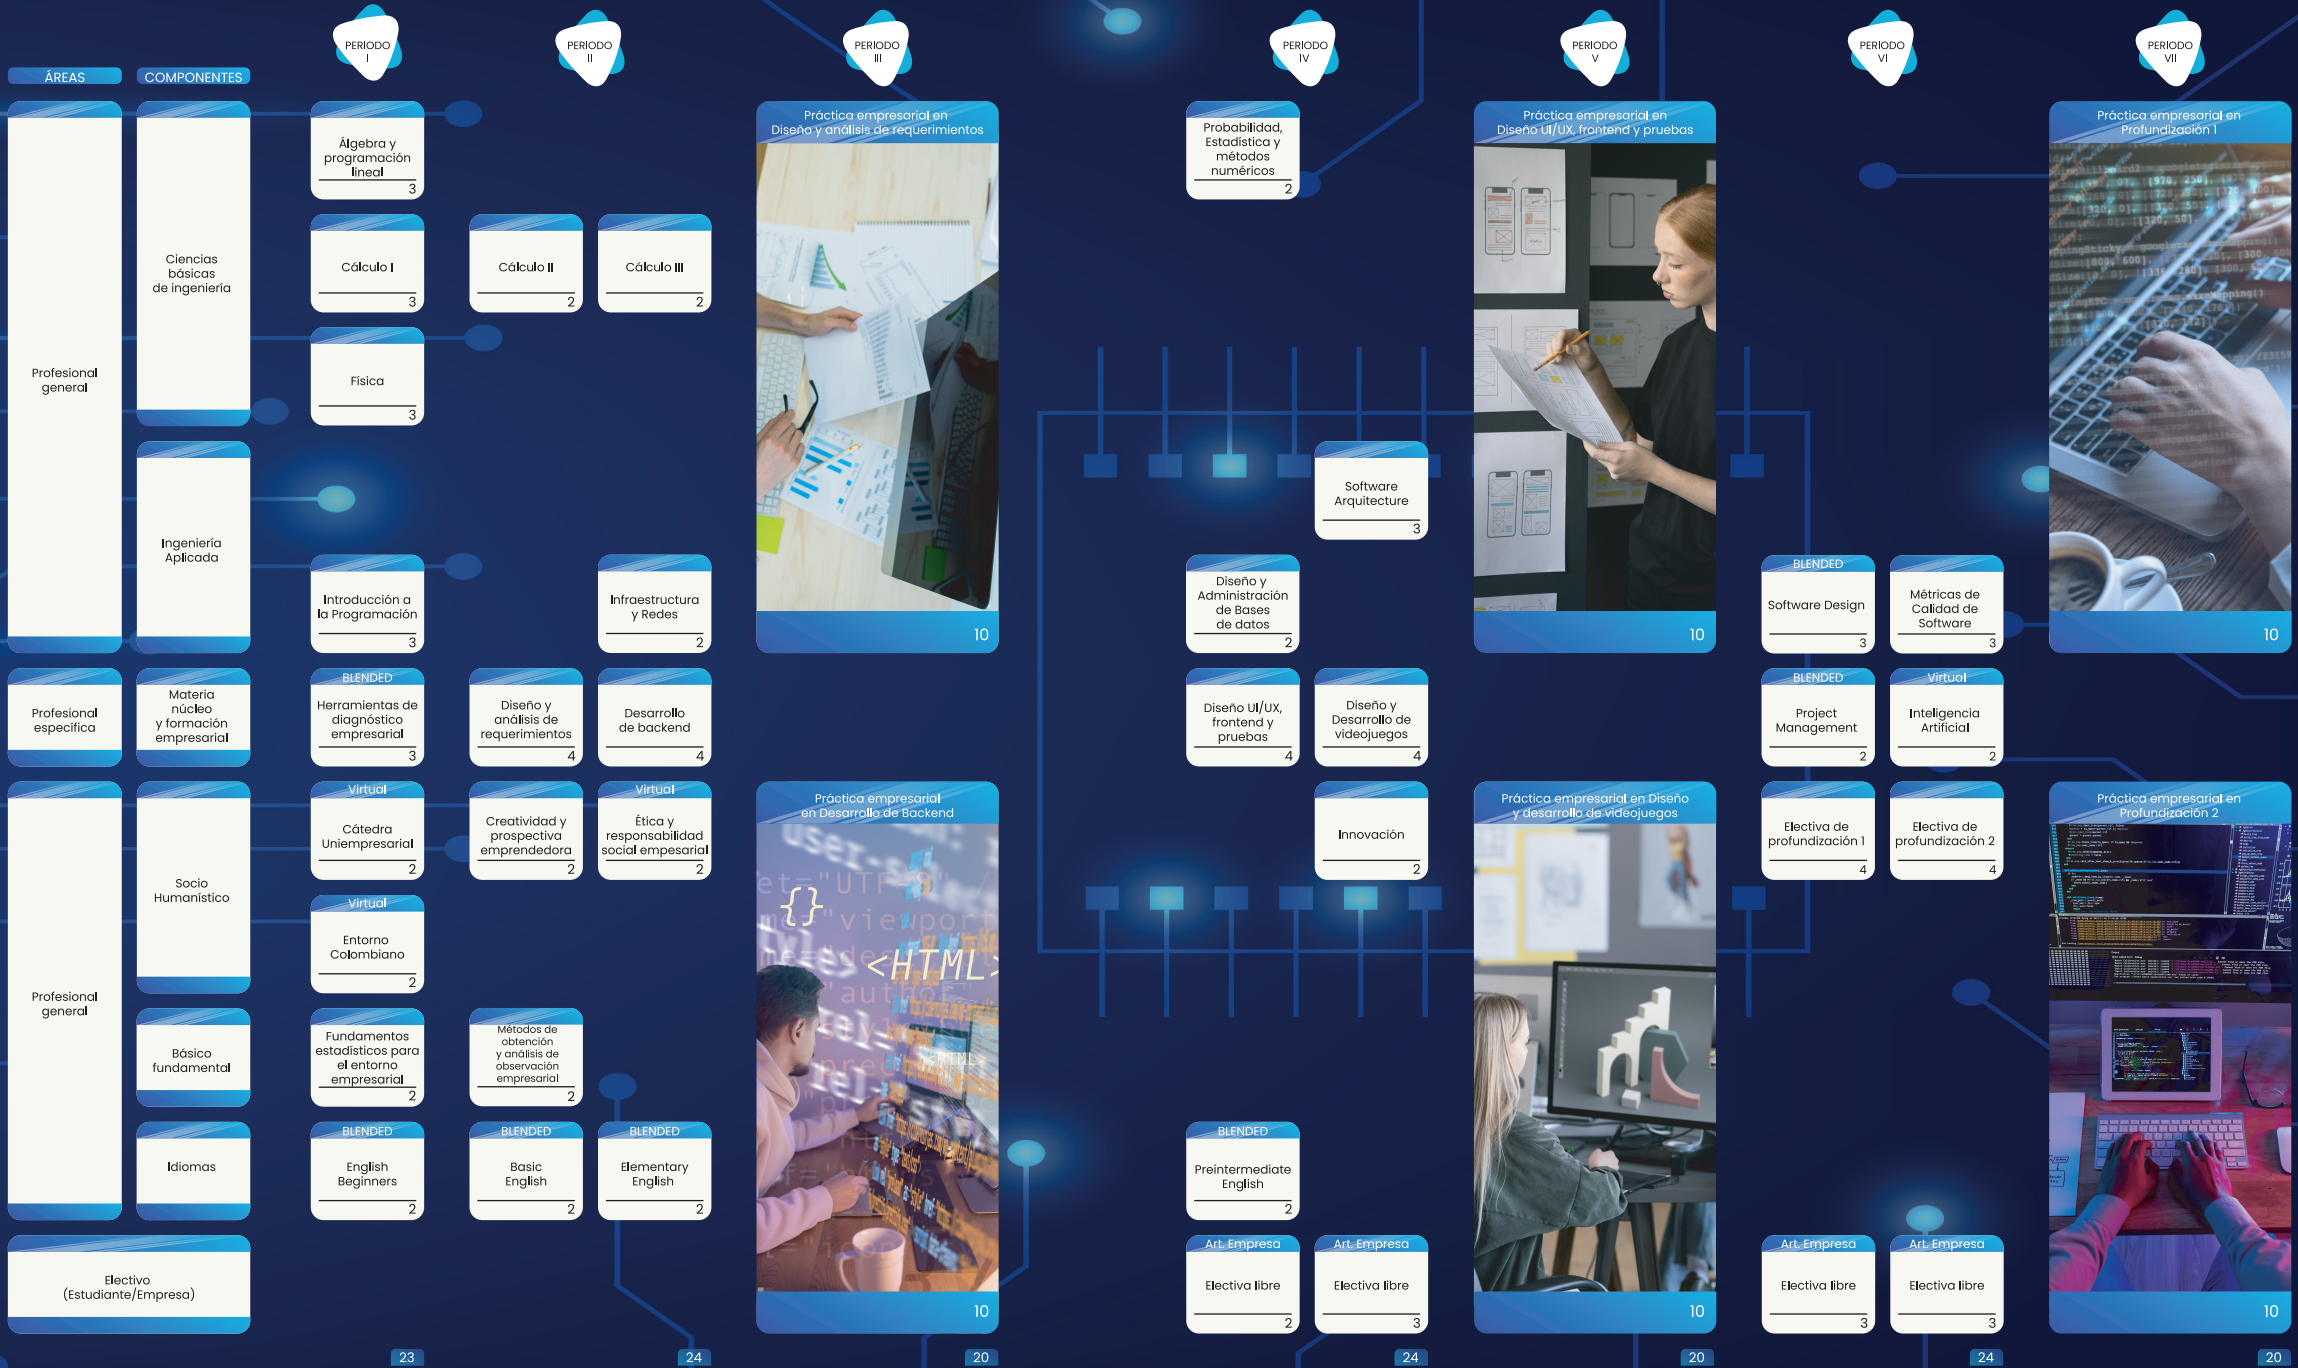 PERIODO
I
PERIODO
II
PERIODO
III
PERIODO
IV
PERIODO
V
PERIODO
VI
PERIODO
VII
ÁREAS
COMPONENTES
Profesional
general
Ciencias
básicas
de ingeniería
Ingeniería
Aplicada
Profesional
específica
Materia
núcleo
y formación
empresarial
Profesional
general
Socio
Humanístico
Básico
fundamental
Idiomas
Electivo
(Estudiante/Empresa)
Álgebra y
programación
lineal
3
Cálculo I
3
Física
3
Introducción a
la Programación
3
BLENDED
Herramientas de
diagnóstico
empresarial
3
Virtual
Cátedra
Uniempresarial
2
Virtual
Entorno
Colombiano
2
Fundamentos
estadísticos para
el entorno
empresarial
2
BLENDED
English
Beginners
2
23
Cálculo II
2
Cálculo III
2
Infraestructura
y Redes
2
Diseño y
análisis de
requerimientos
4
Desarrollo
de backend
4
Creatividad y
prospectiva
emprendedora
2
Virtual
Ética y
responsabilidad
social empesarial
2
Métodos de
obtención
y análisis de
observación
empresarial
2
BLENDED
Basic
English
2
BLENDED
Elementary
English
2
24
Práctica empresarial en
Diseño y análisis de requerimientos
10
Práctica empresarial
en Desarrollo de Backend
{}
<HTML>
10
20
Probabilidad,
Estadística y
métodos
numéricos
2
Software
Arquitecture
3
Diseño y
Administración
de Bases
de datos
2
Diseño UI/UX,
frontend y
pruebas
4
Diseño y
Desarrollo de
videojuegos
4
Innovación
2
BLENDED
Preintermediate
English
2
Art. Empresa
Electiva libre
2
Art. Empresa
Electiva libre
3
24
Práctica empresarial en
Diseño UI/UX, frontend y pruebas
10
Práctica empresarial en Diseño
y desarrollo de videojuegos
10
20
BLENDED
Software Design
3
Métricas de
Calidad de
Software
3
BLENDED
Project
Management
2
Virtual
Inteligencia
Artificial
2
Electiva de
profundización 1
4
Electiva de
profundización 2
4
Art. Empresa
Electiva libre
3
Art. Empresa
Electiva libre
3
24
Práctica empresarial en
Profundización 1
10
Práctica empresarial en
Profundización 2
10
20